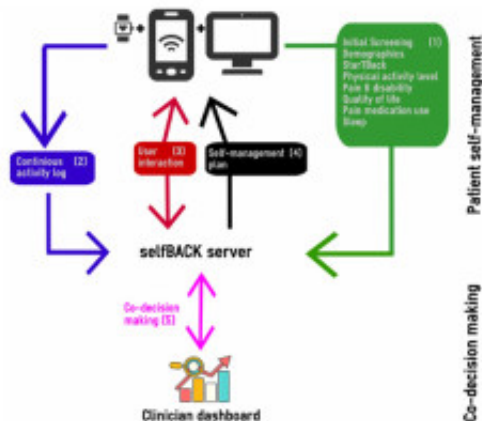 Initial Screening (1)
Demographics
StarTBack
Physical activity level
Pain & disability
Quality of life
Pain medication use
Sleep
Continious (2)
activity log
User (3)
interaction
Self-management (4)
plan
selfBACK server
Co-decision
making (5)
Clinician dashboard
Patient self-management
Co-decision making